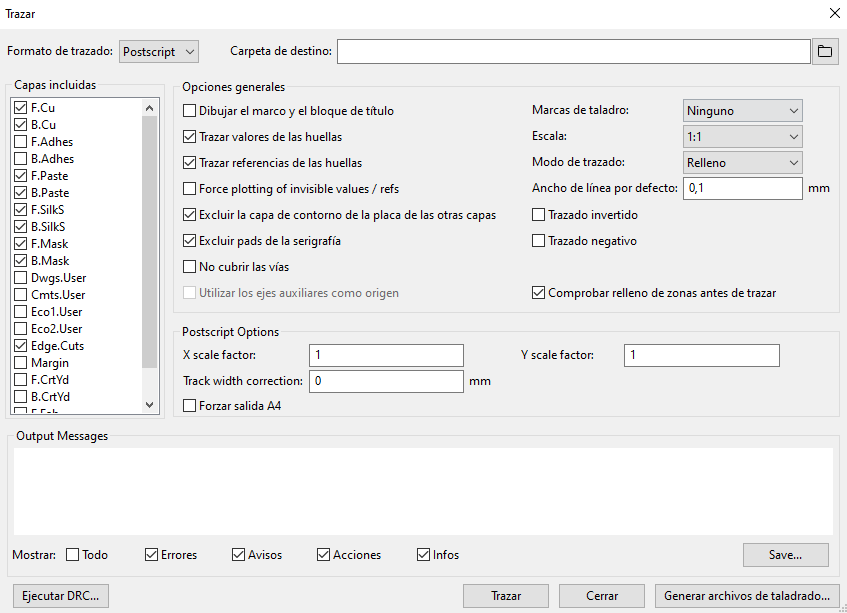 Trazar
Formato de trazado: Postscript Carpeta de destino:
Capas incluidas
F.Cu
B.Cu
F.Adhes
B.Adhes
F.Paste
B.Paste
F.SilkS
B.SilkS
F.Mask
B.Mask
Dwgs.User
Cmts.User
Eco1.User
Eco2.User
Edge.Cuts
Margin
F.CrtYd
B.CrtYd
F.Fab
Opciones generales
Dibujar el marco y el bloque de título
Trazar valores de las huellas
Trazar referencias de las huellas
Force plotting of invisible values / refs
Excluir la capa de contorno de la placa de las otras capas
Excluir pads de la serigrafía
No cubrir las vías
Utilizar los ejes auxiliares como origen
Marcas de taladro: Ninguno
Escala: 1:1
Modo de trazado: Relleno
Ancho de línea por defecto: 0,1 mm
Trazado invertido
Trazado negativo
Comprobar relleno de zonas antes de trazar
Postscript Options
X scale factor: 1 Y scale factor: 1
Track width correction: 0 mm
Forzar salida A4
Output Messages
Mostrar: Todo Errores Avisos Acciones Infos Save...
Ejecutar DRC... Trazar Cerrar Generar archivos de taladrado...